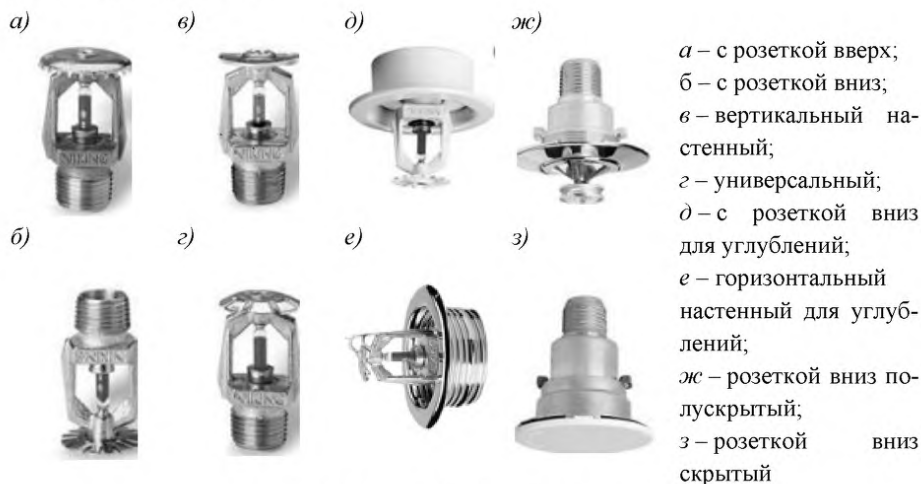 а)
в)
д)
ж)
б)
г)
е)
з)
VIKING
а – с розеткой вверх;
б – с розеткой вниз;
в – вертикальный на-
стенный;
г – универсальный;
д – с розеткой вниз
для углублений;
е – горизонтальный
настенный для углуб-
лений;
ж – розеткой вниз по-
лускрытый;
з – розеткой вниз
скрытый